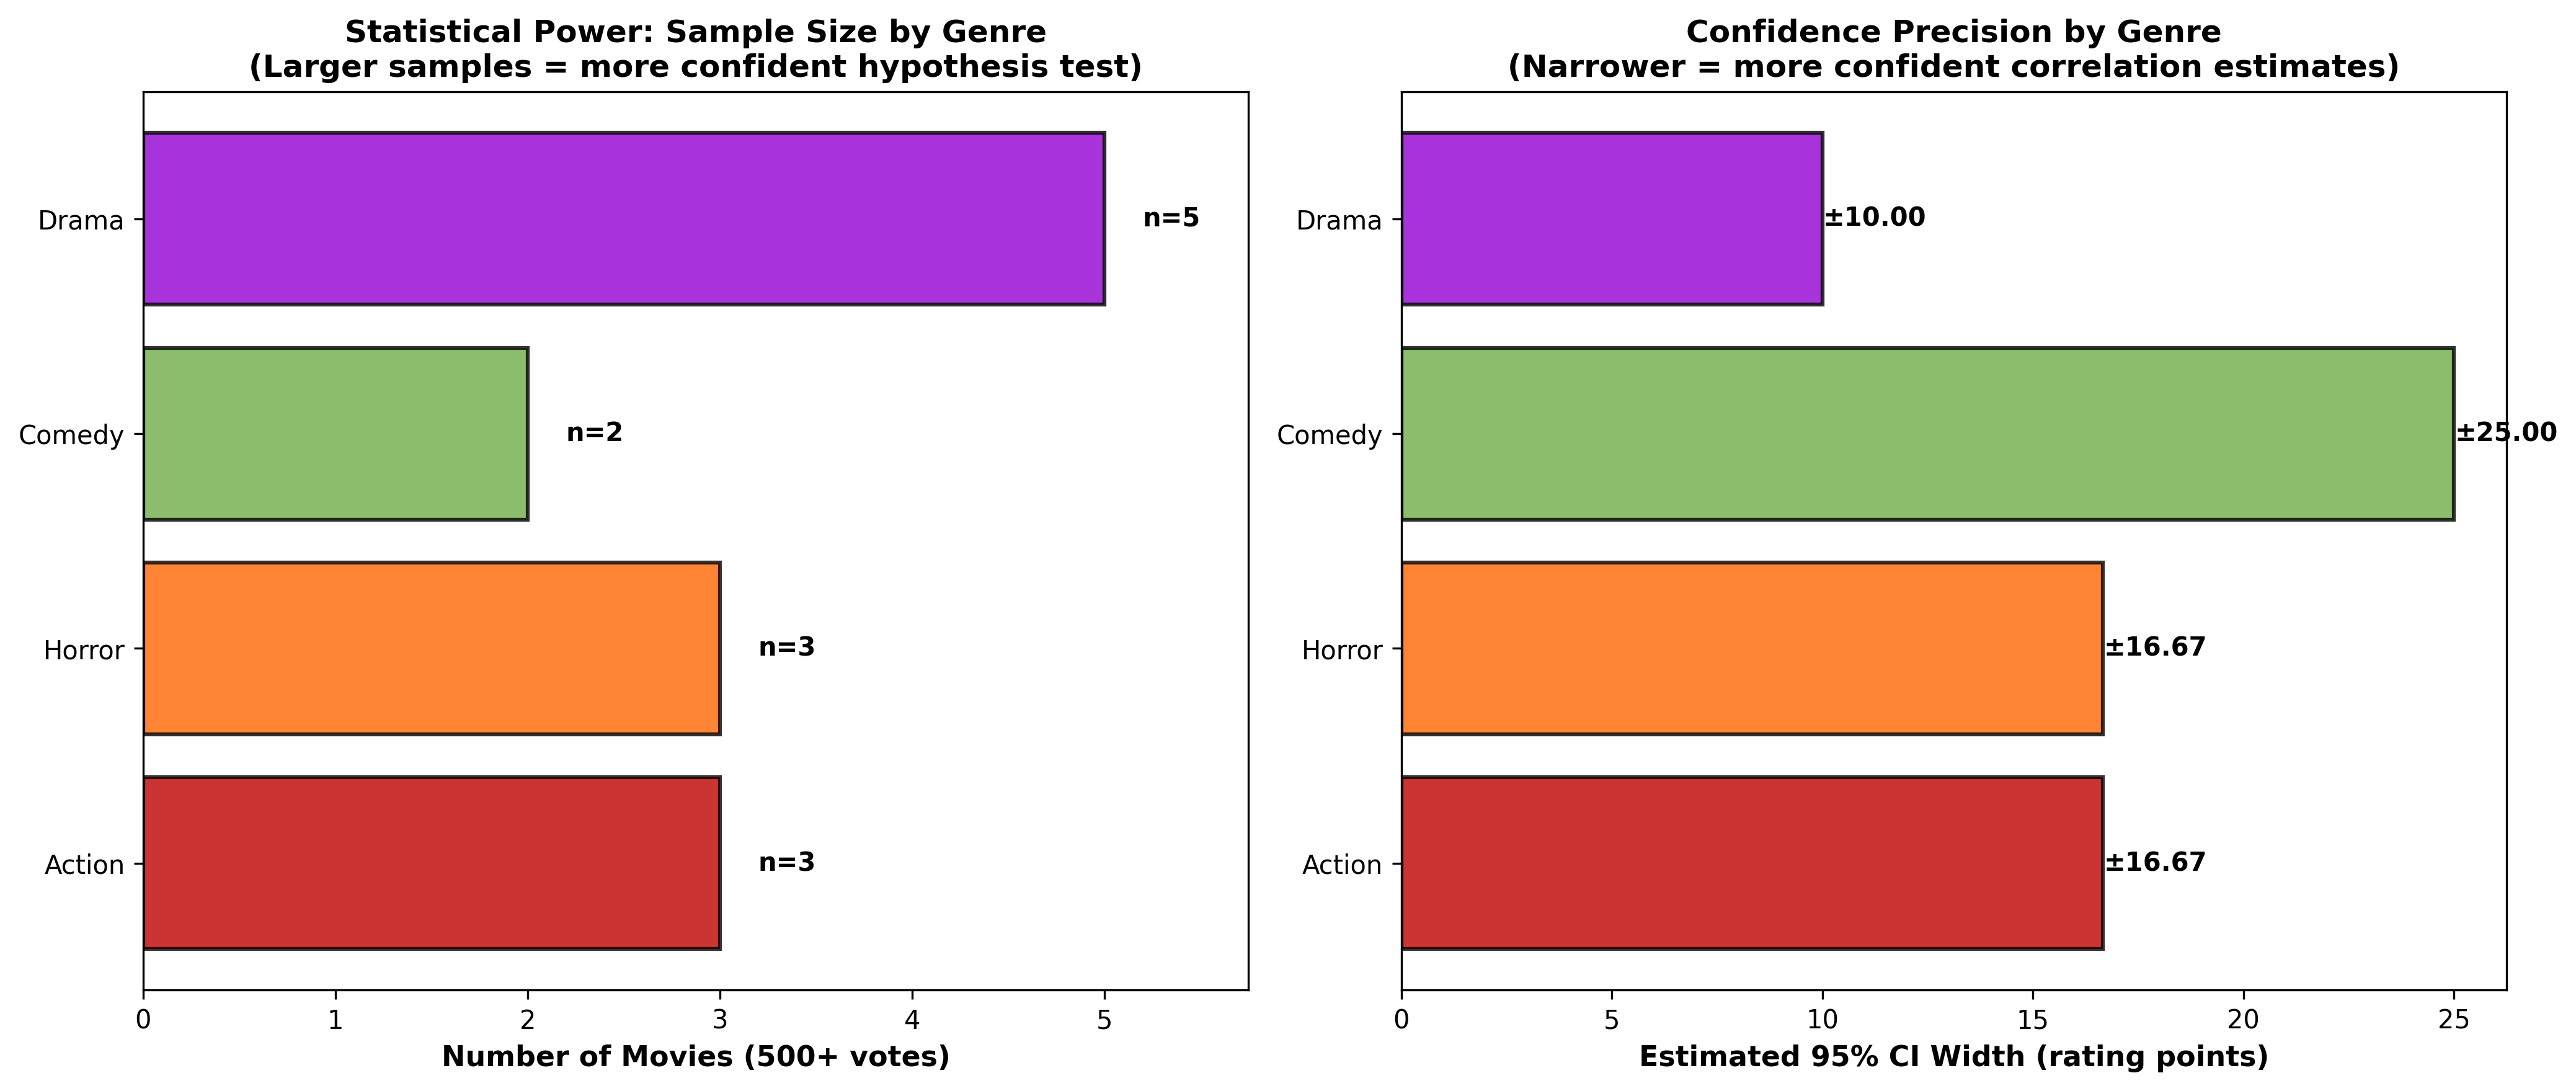 Statistical Power: Sample Size by Genre
(Larger samples = more confident hypothesis test)
Drama
n=5
Comedy
n=2
Horror
n=3
Action
n=3
0 1 2 3 4 5
Number of Movies (500+ votes)
Confidence Precision by Genre
(Narrower = more confident correlation estimates)
Drama
±10.00
Comedy
±25.00
Horror
±16.67
Action
±16.67
0 5 10 15 20 25
Estimated 95% CI Width (rating points)